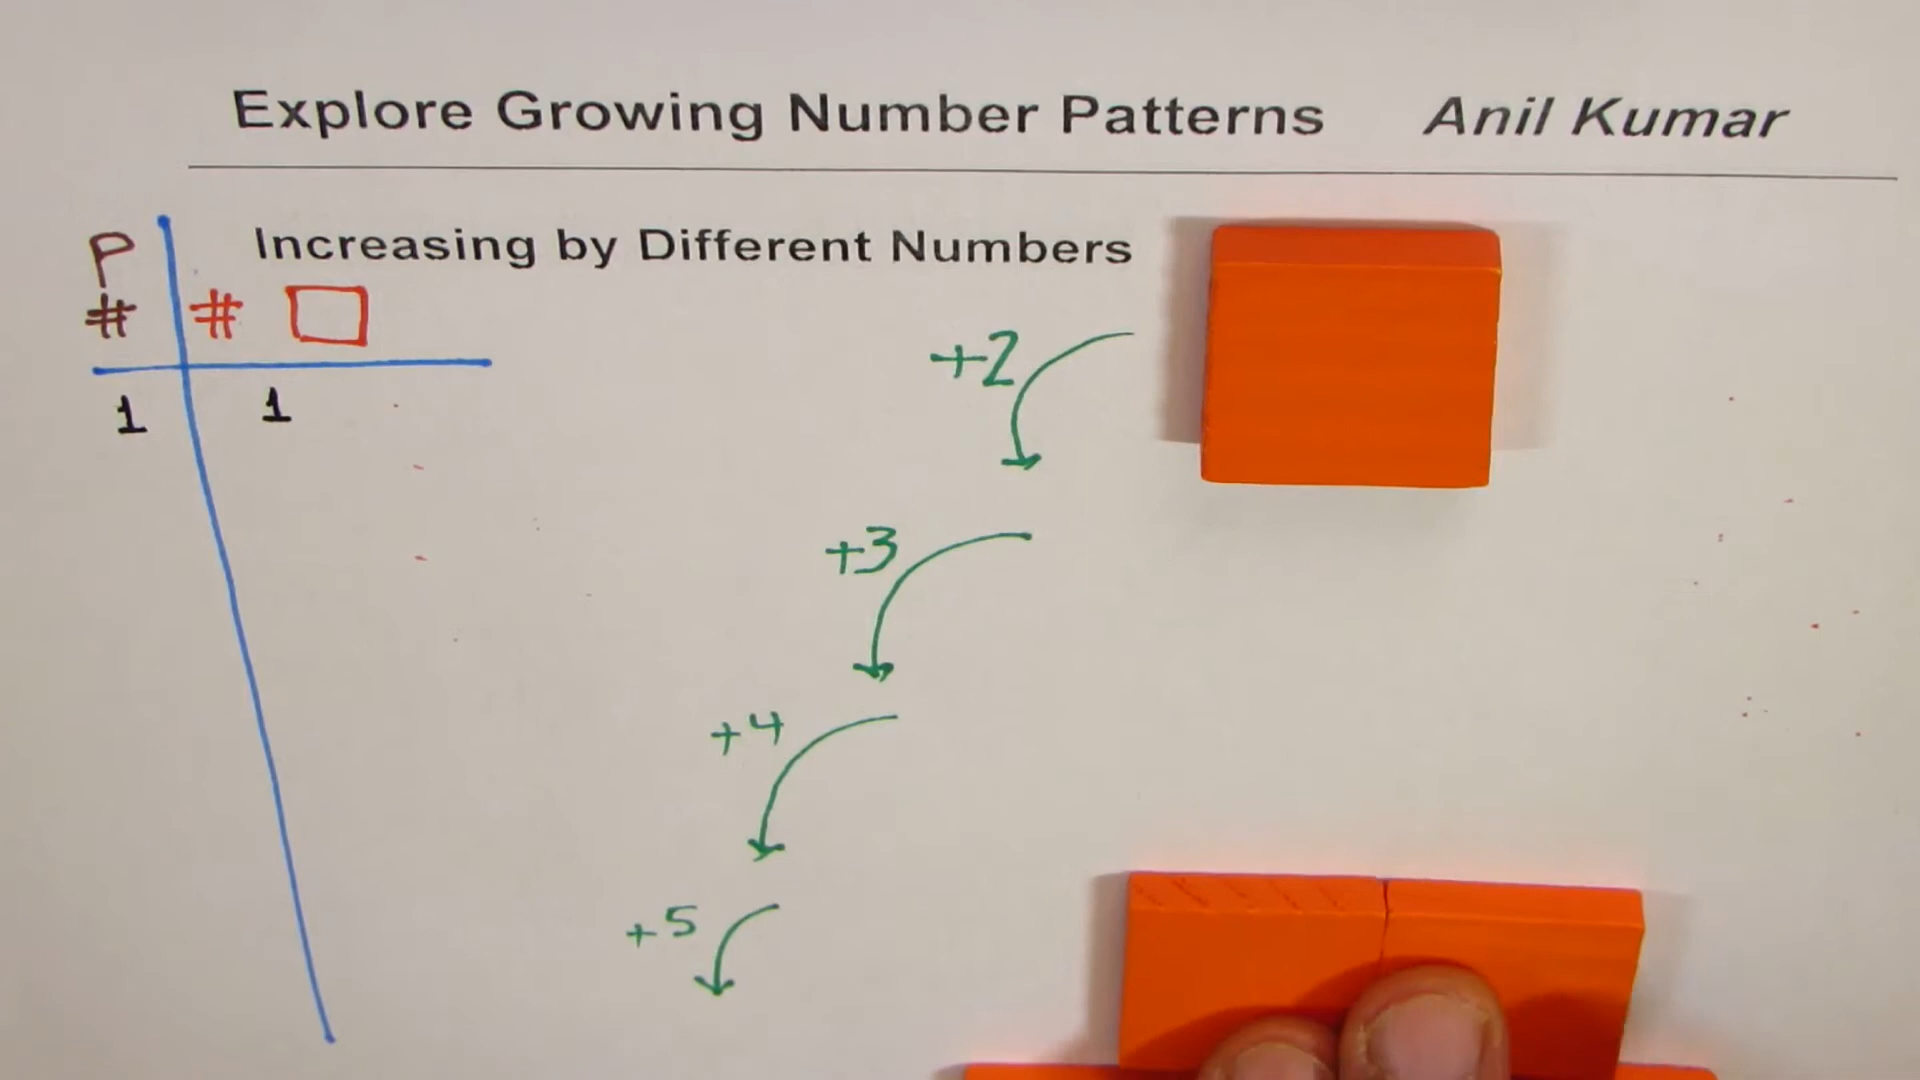 Explore Growing Number Patterns Anil Kumar
Increasing by Different Numbers
P
# #
1 1
+2
+3
+4
+5